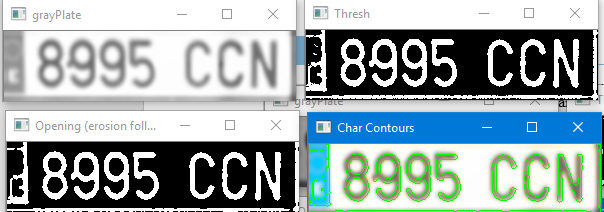 grayPlate
8995 CCN
Thresh
8995 CCN
grayPlate
Opening (erosion foll...
8995 CCN
Char Contours
8995 CCN